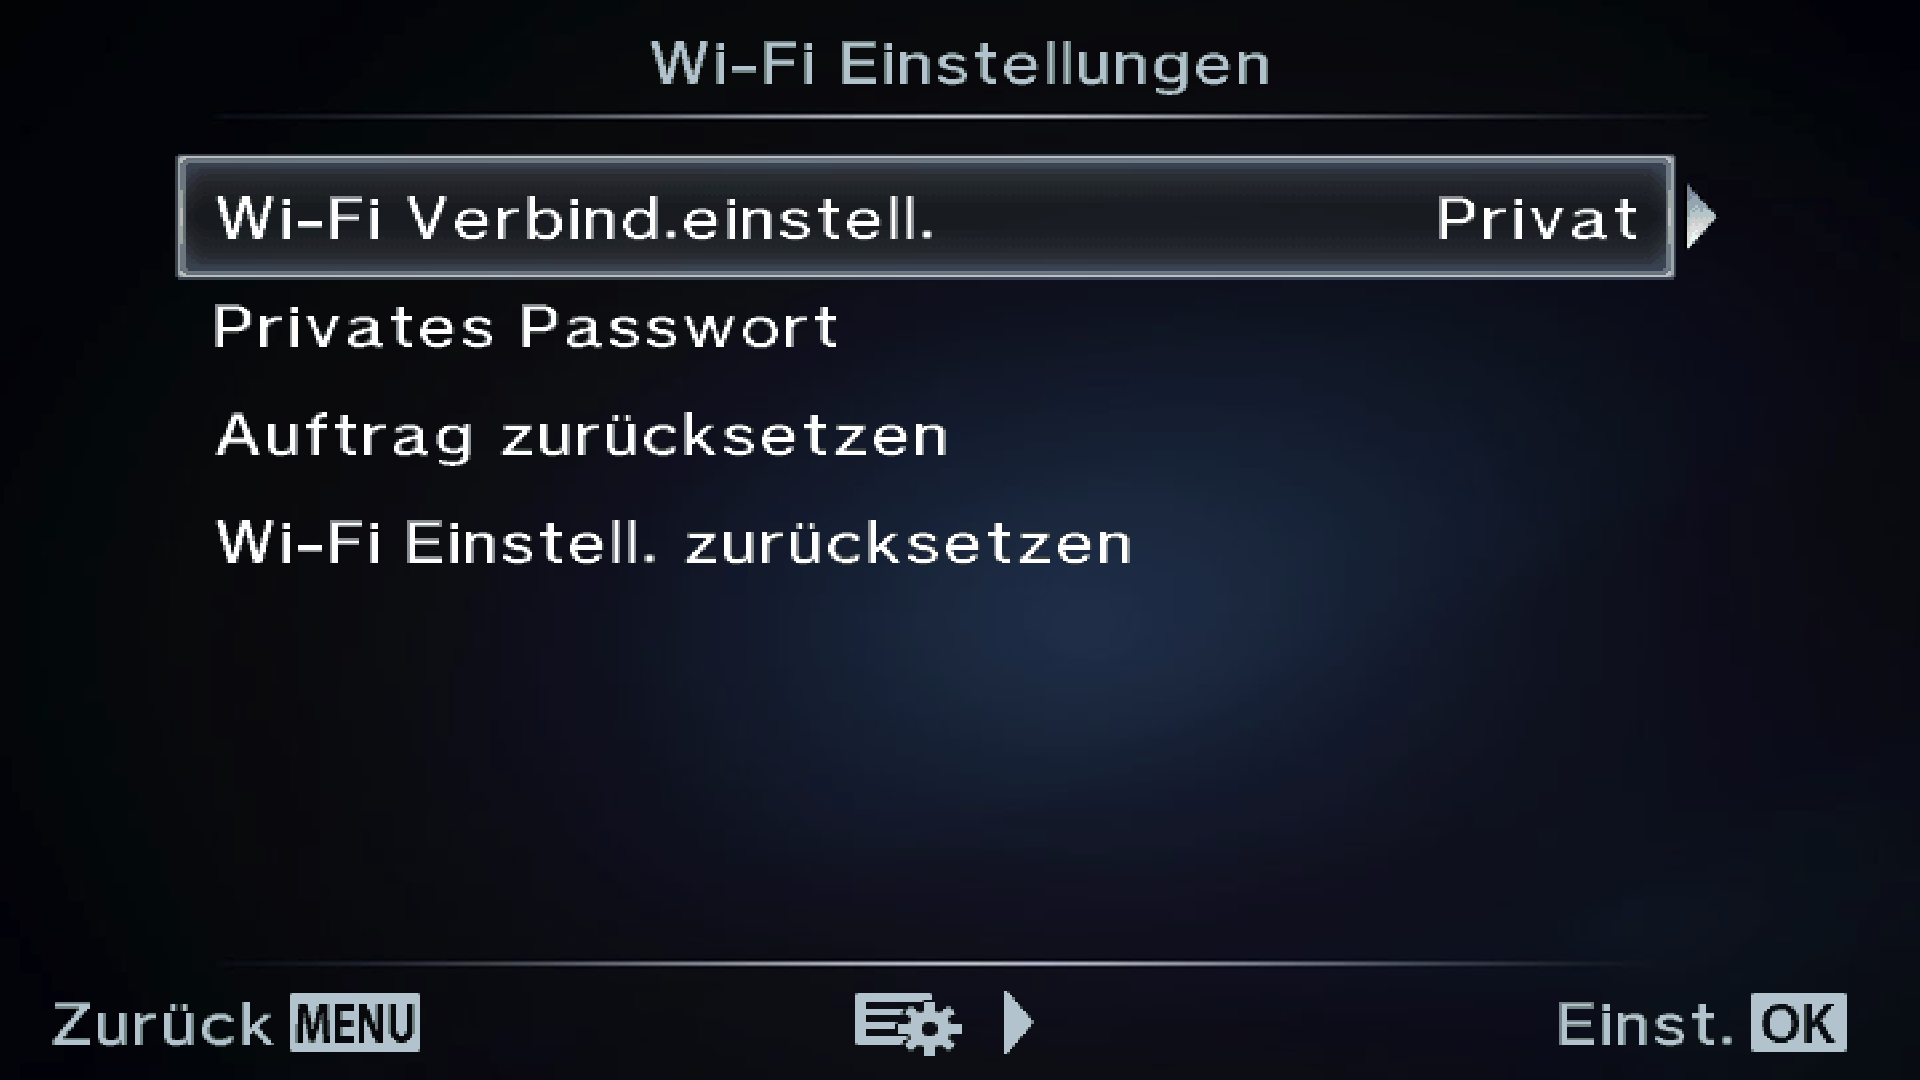 Wi-Fi Einstellungen
Wi-Fi Verbind.einstell. Privat
Privates Passwort
Auftrag zurücksetzen
Wi-Fi Einstell. zurücksetzen
Zurück MENU Einst. OK